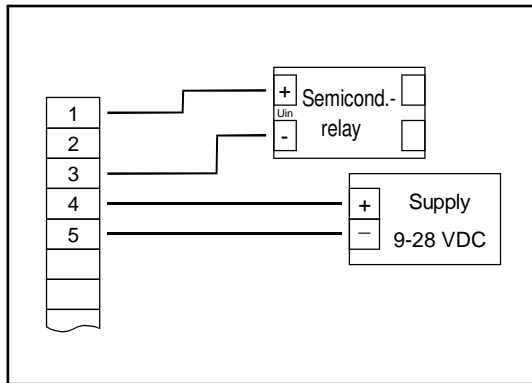 1
2
3
4
5
+
Uin
-
Semicond.-
relay
+
–
Supply
9-28 VDC